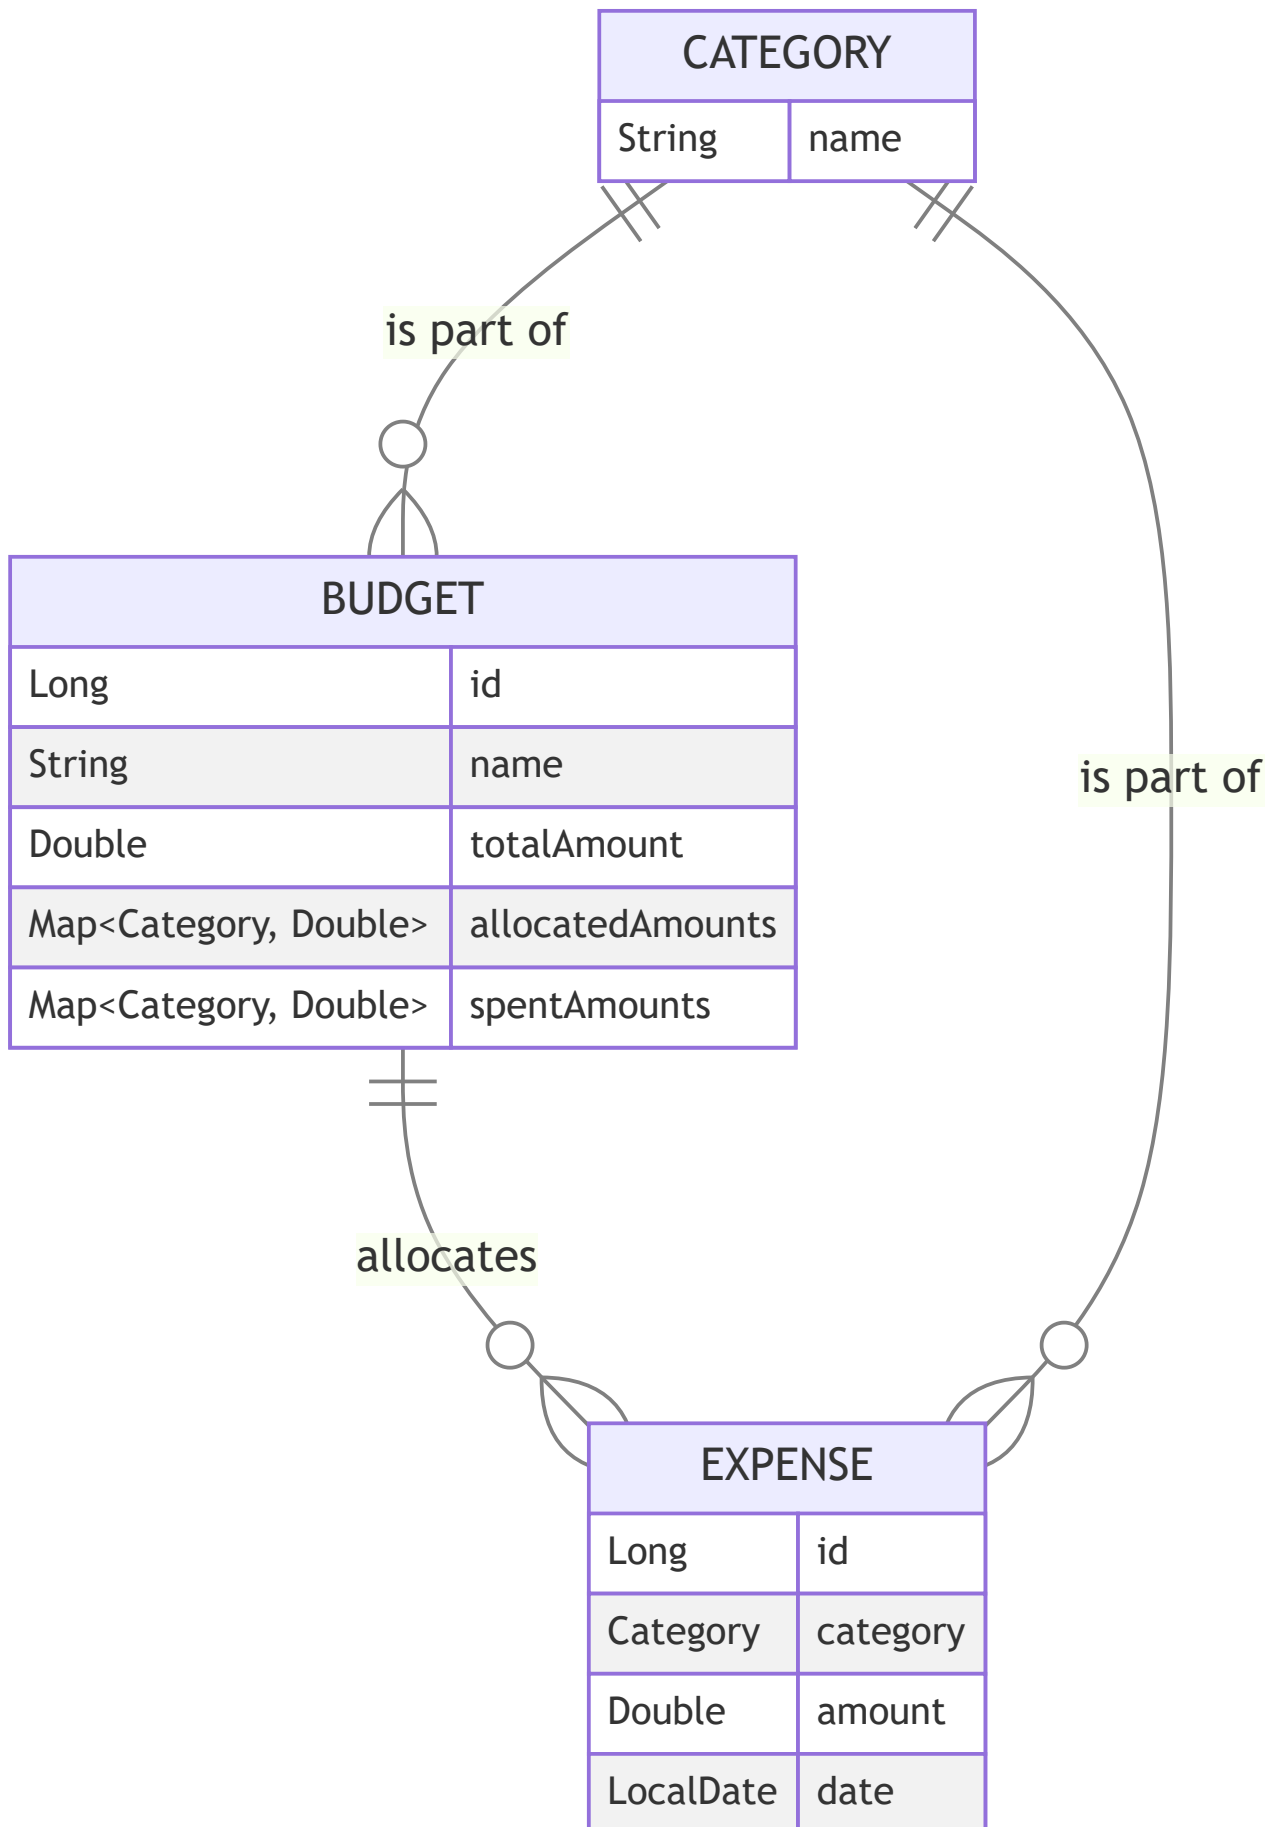 CATEGORY
String name
is part of
BUDGET
Long id
String name
is part of
Double totalAmount
Map<Category, Double> allocatedAmounts
Map<Category, Double> spentAmounts
allocates
EXPENSE
Long id
Category category
Double amount
LocalDate date